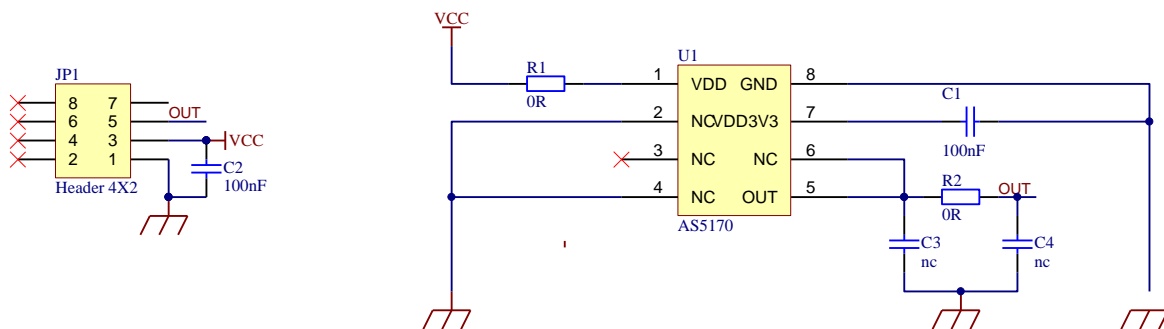 JP1
8 7
6 5 OUT
4 3 VCC
2 1
C2
100nF
Header 4X2
VCC
R1
0R
U1
1 VDD GND 8
2 NC VDD3V3 7
3 NC NC 6
4 NC OUT 5
AS5170
C1
100nF
R2
0R
OUT
C3
nc
C4
nc